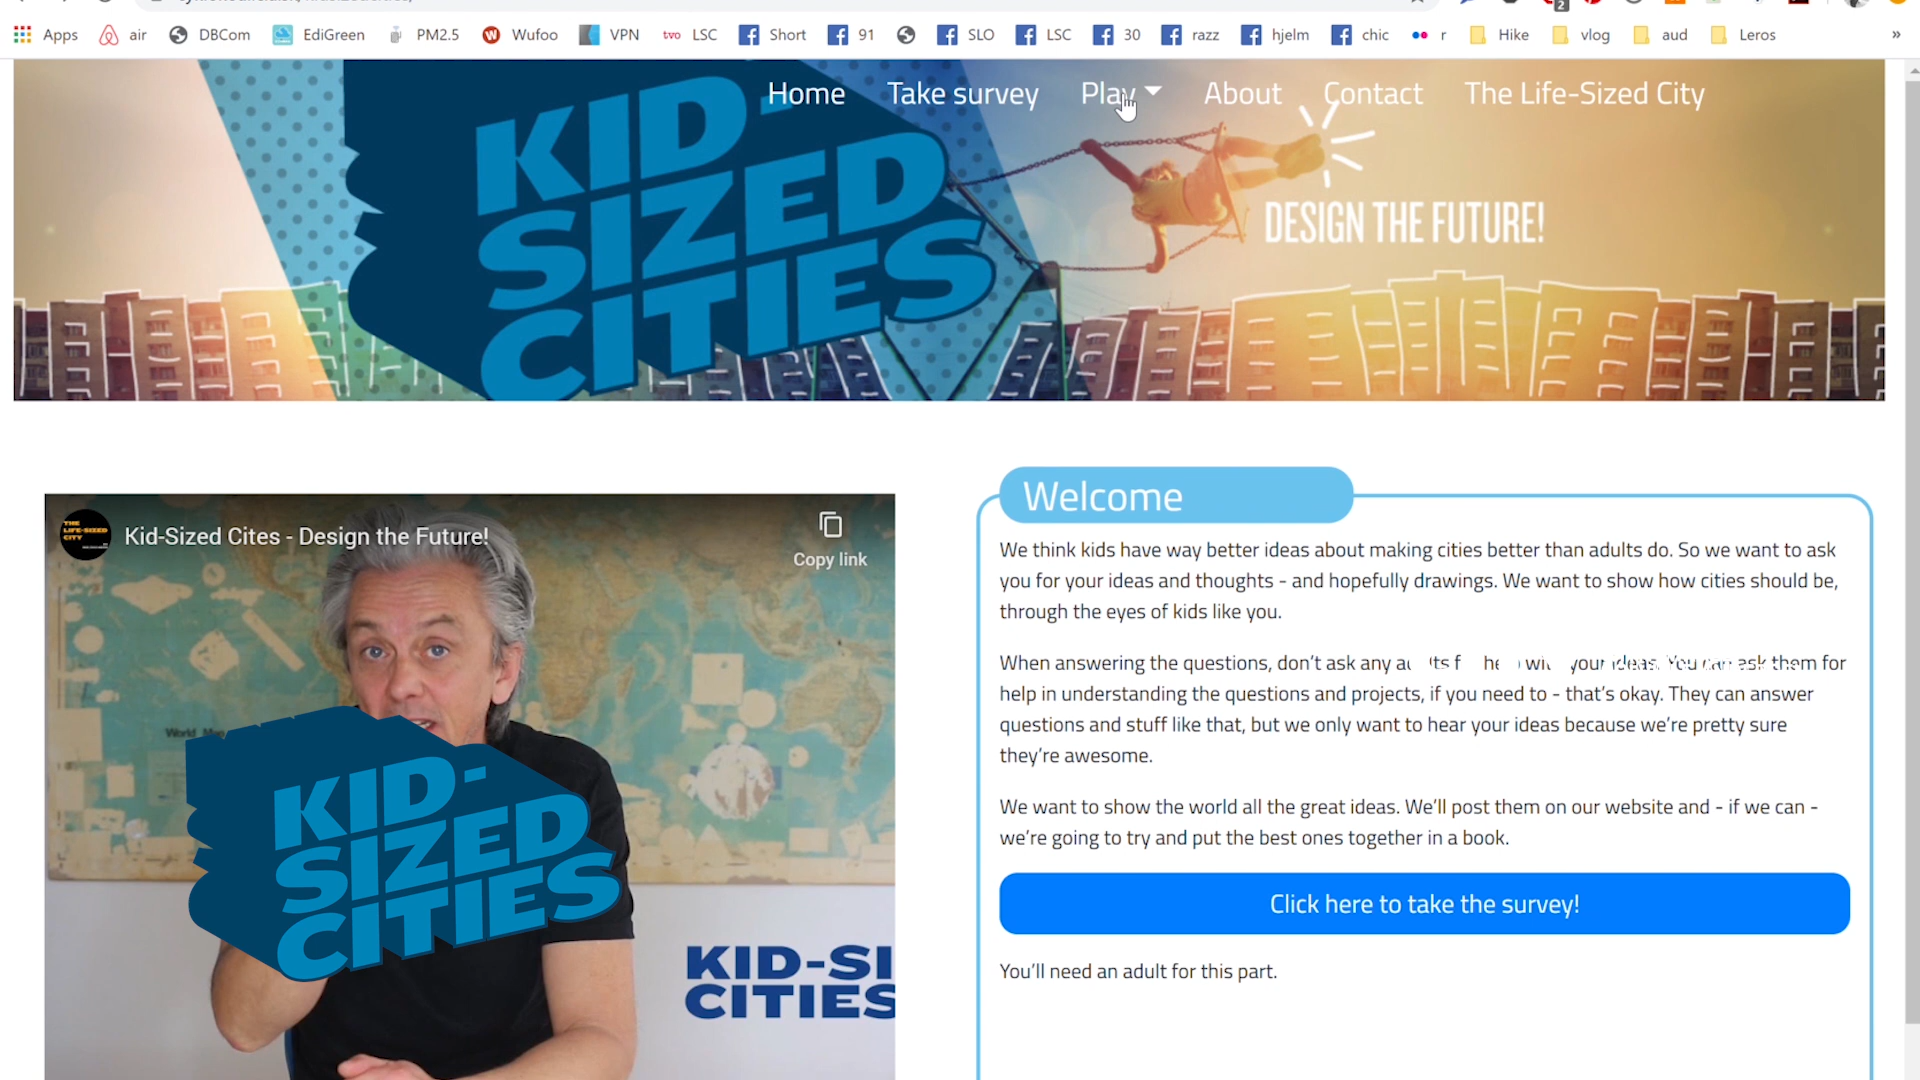 Apps air DBCom EdiGreen PM2.5 Wufoo VPN tvo LSC Short 91 SLO LSC 30 razz hjelm chic r Hike vlog aud Leros »
2
Home Take survey Play About Contact The Life-Sized City
KID-
SIZED
CITIES
DESIGN THE FUTURE!
THE
LIFE-SIZED
CITY
Kid-Sized Cites - Design the Future!
Copy link
World Map
KID-
SIZED
CITIES
KID-SI
CITIES
Welcome
We think kids have way better ideas about making cities better than adults do. So we want to ask
you for your ideas and thoughts - and hopefully drawings. We want to show how cities should be,
through the eyes of kids like you.
When answering the questions, don't ask any your ask them for
help in understanding the questions and projects, if you need to - that's okay. They can answer
questions and stuff like that, but we only want to hear your ideas because we're pretty sure
they're awesome.
We want to show the world all the great ideas. We'll post them on our website and - if we can -
we're going to try and put the best ones together in a book.
Click here to take the survey!
You'll need an adult for this part.